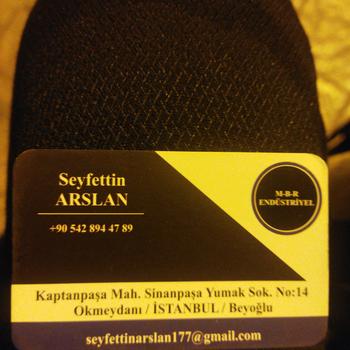 Seyfettin
ARSLAN
+90 542 894 47 89
M-B-R
ENDÜSTRİYEL
Kaptanpaşa Mah. Sinanpaşa Yumak Sok. No:14
Okmeydanı / İSTANBUL / Beyoğlu
seyfettinarslan177@gmail.com